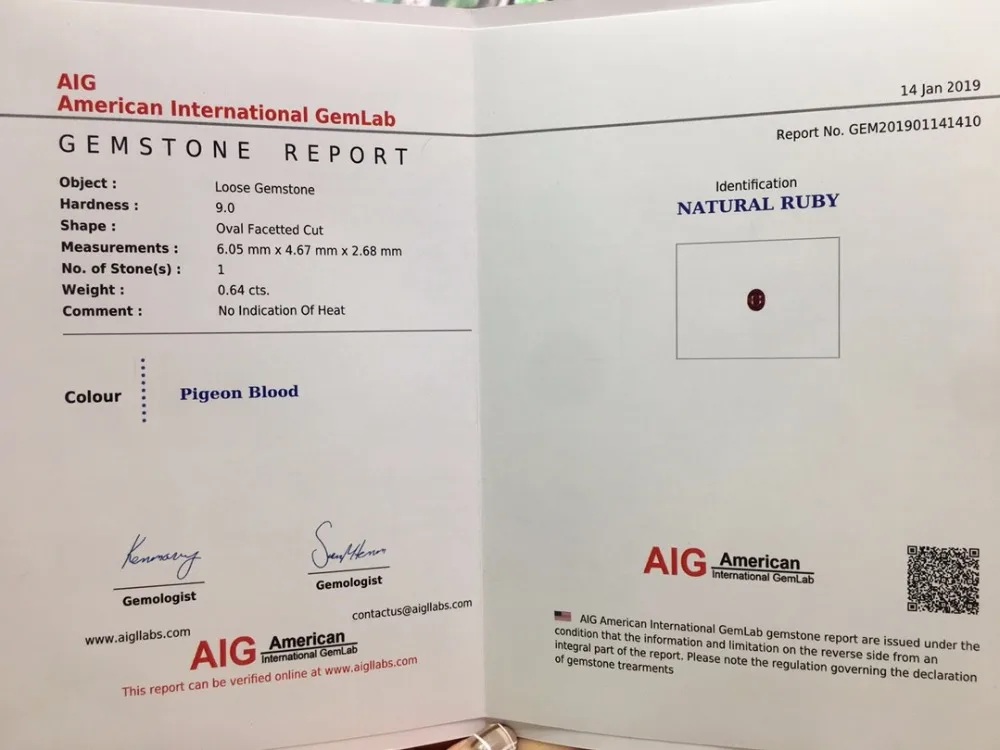 AIG
American International GemLab
GEMSTONE REPORT
Object : Loose Gemstone
Hardness : 9.0
Shape : Oval Facetted Cut
Measurements : 6.05 mm x 4.67 mm x 2.68 mm
No. of Stone(s) : 1
Weight : 0.64 cts.
Comment : No Indication Of Heat
Colour Pigeon Blood
Gemologist
Gemologist
www.aigllabs.com
contactus@aigllabs.com
AIG American
International GemLab
This report can be verified online at www.aigllabs.com
14 Jan 2019
Report No. GEM201901141410
Identification
NATURAL RUBY
AIG American
International GemLab
AIG American International GemLab gemstone report are issued under the
condition that the information and limitation on the reverse side from an
integral part of the report. Please note the regulation governing the declaration
of gemstone trearments